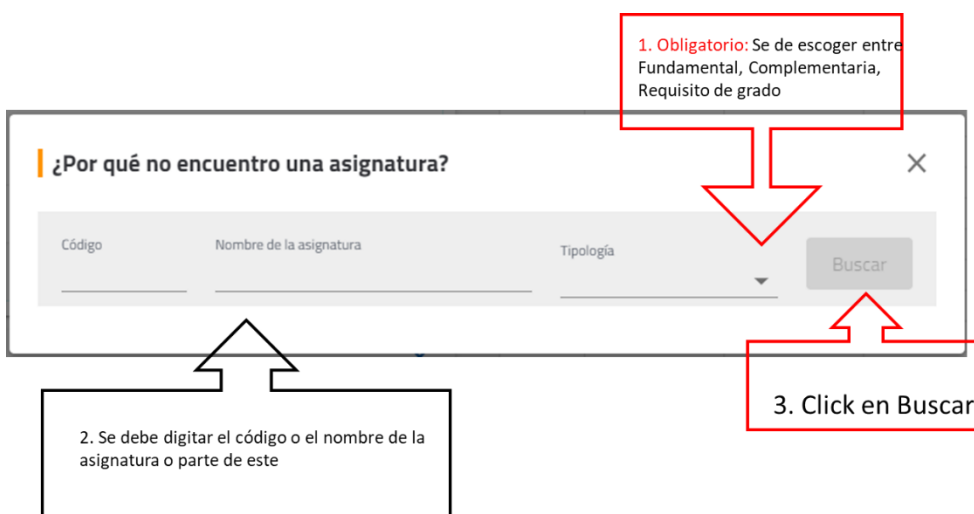 1. Obligatorio: Se de escoger entre
Fundamental, Complementaria,
Requisito de grado
¿Por qué no encuentro una asignatura?
Código
Nombre de la asignatura
Tipología
Buscar
3. Click en Buscar
2. Se debe digitar el código o el nombre de la
asignatura o parte de este